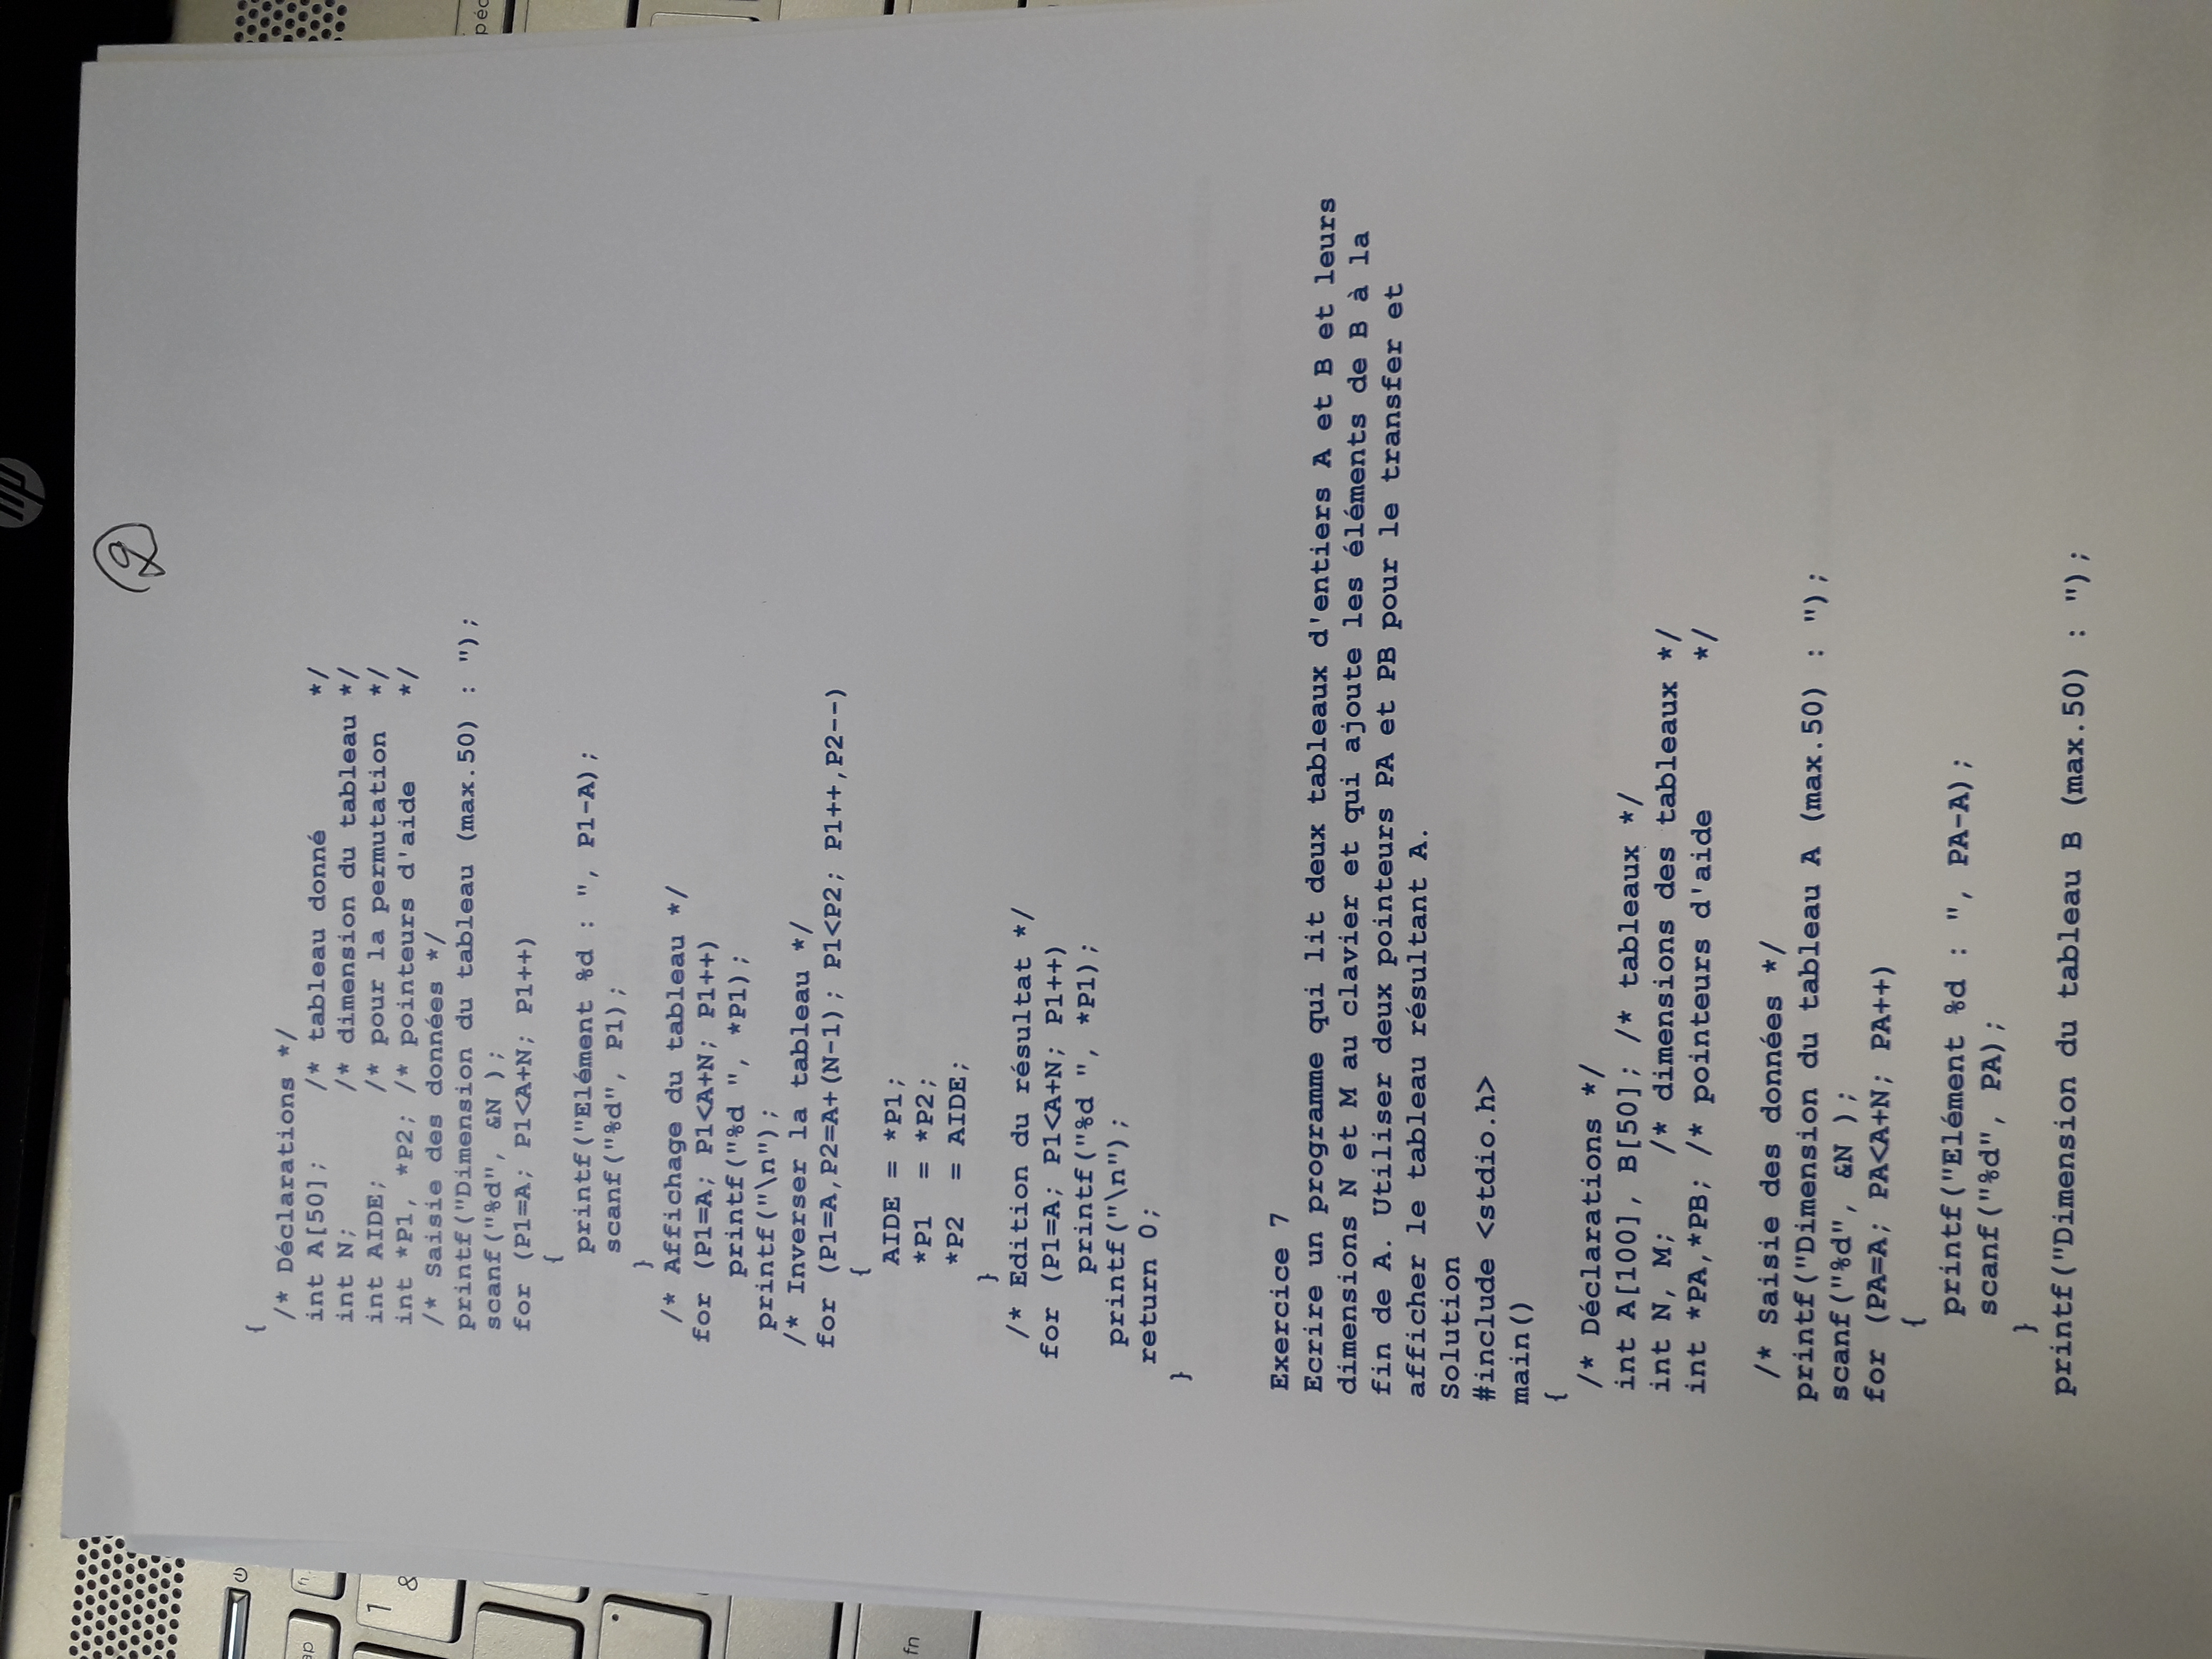 hp
9
{
/* Déclarations */
int A[50];    /* tableau donné        */
int N;        /* dimension du tableau */
int AIDE;     /* pour la permutation  */
int *P1, *P2; /* pointeurs d'aide     */
/* Saisie des données */
printf("Dimension du tableau (max.50) : ");
scanf("%d", &N );
for (P1=A; P1<A+N; P1++)
{
printf("Elément %d : ", P1-A);
scanf("%d", P1);
}
/* Affichage du tableau */
for (P1=A; P1<A+N; P1++)
printf("%d ", *P1);
printf("\n");
/* Inverser la tableau */
for (P1=A,P2=A+(N-1); P1<P2; P1++,P2--)
{
AIDE = *P1;
*P1  = *P2;
*P2  = AIDE;
}
/* Edition du résultat */
for (P1=A; P1<A+N; P1++)
printf("%d ", *P1);
printf("\n");
return 0;
}
Exercice 7
Ecrire un programme qui lit deux tableaux d'entiers A et B et leurs
dimensions N et M au clavier et qui ajoute les éléments de B à la
fin de A. Utiliser deux pointeurs PA et PB pour le transfer et
afficher le tableau résultant A.
Solution
#include <stdio.h>
main()
{
/* Déclarations */
int A[100], B[50]; /* tableaux */
int N, M;    /* dimensions des tableaux */
int *PA,*PB; /* pointeurs d'aide        */
/* Saisie des données */
printf("Dimension du tableau A (max.50) : ");
scanf("%d", &N );
for (PA=A; PA<A+N; PA++)
{
printf("Elément %d : ", PA-A);
scanf("%d", PA);
}
printf("Dimension du tableau B (max.50) : ");
1
&
fn